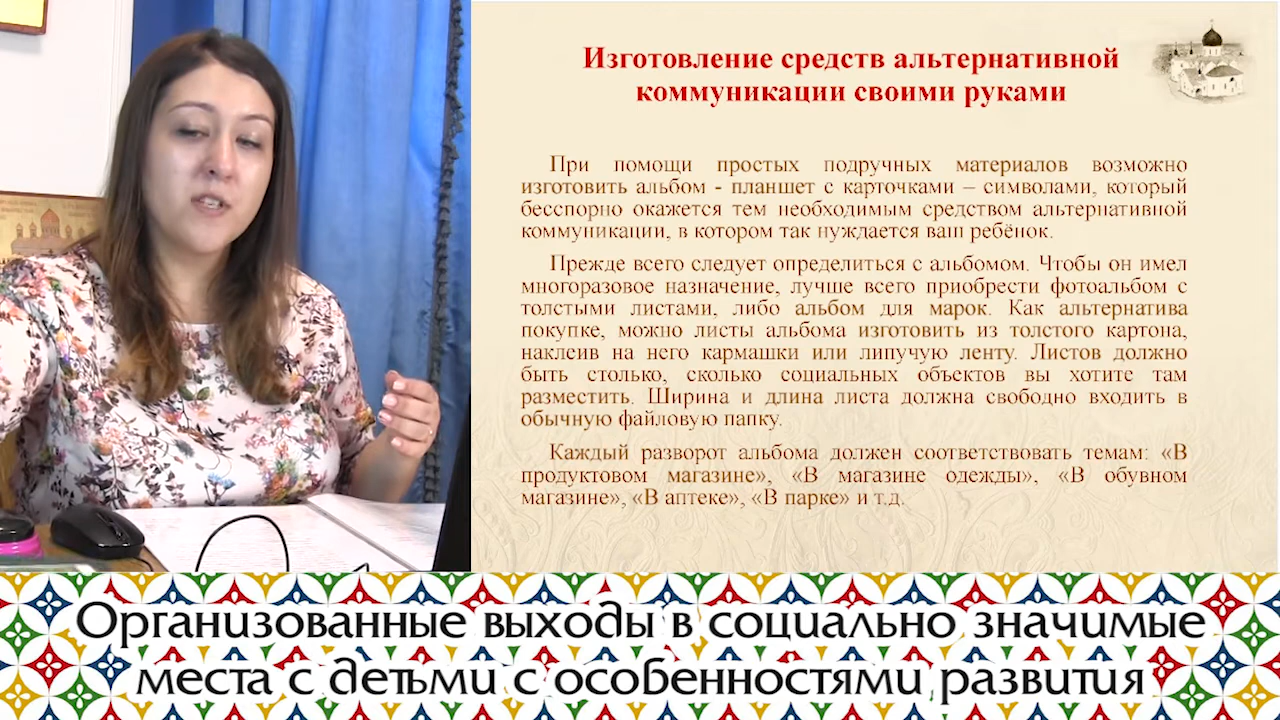 Изготовление средств альтернативной
коммуникации своими руками
При помощи простых подручных материалов возможно
изготовить альбом - планшет с карточками – символами, который
бесспорно окажется тем необходимым средством альтернативной
коммуникации, в котором так нуждается ваш ребёнок.
Прежде всего следует определиться с альбомом. Чтобы он имел
многоразовое назначение, лучше всего приобрести фотоальбом с
толстыми листами, либо альбом для марок. Как альтернатива
покупке, можно листы альбома изготовить из толстого картона,
наклеив на него кармашки или липучую ленту. Листов должно
быть столько, сколько социальных объектов вы хотите там
разместить. Ширина и длина листа должна свободно входить в
обычную файловую папку.
Каждый разворот альбома должен соответствовать темам: «В
продуктовом магазине», «В магазине одежды», «В обувном
магазине», «В аптеке», «В парке» и т.д.
Организованные выходы в социально значимые
места с детьми с особенностями развития